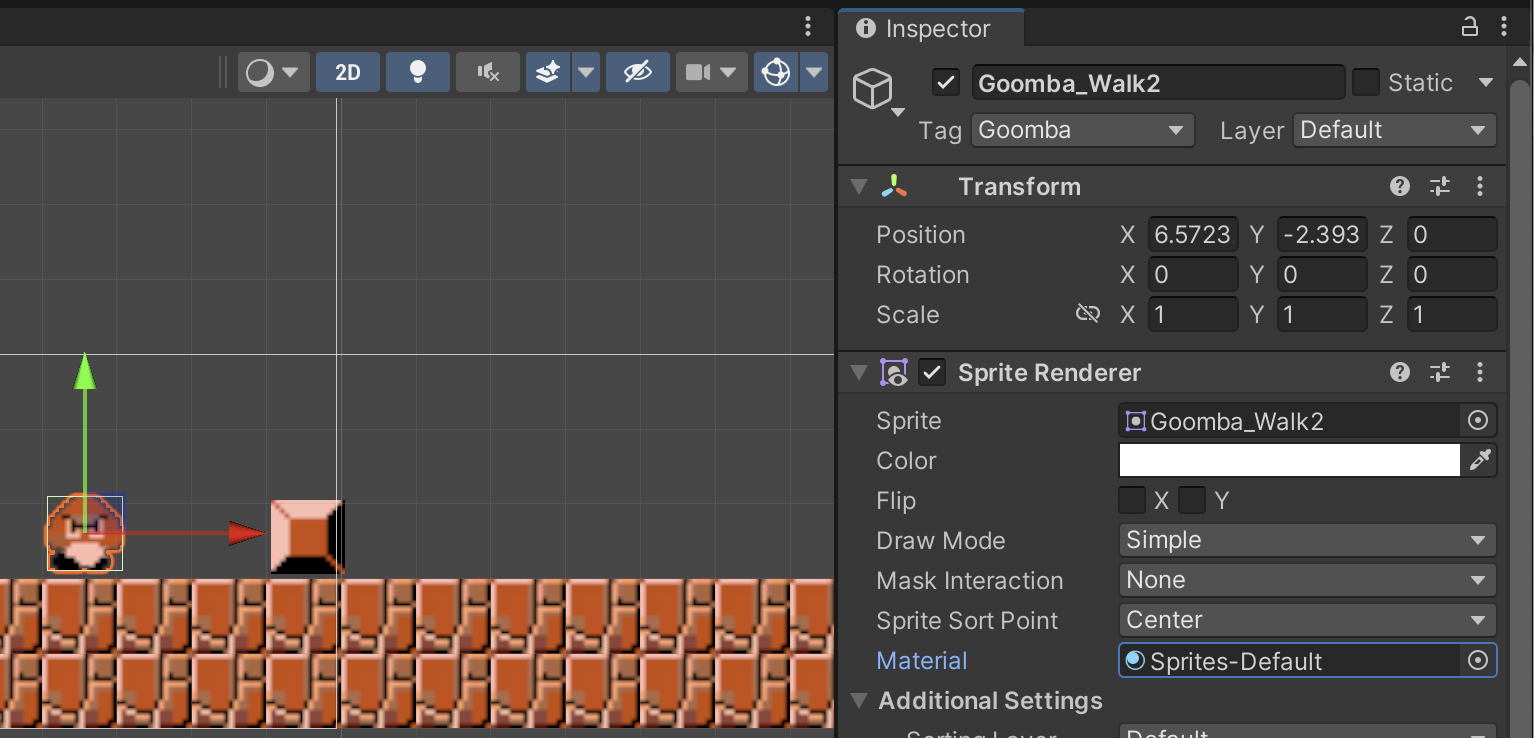 Inspector
2D
Goomba_Walk2 Static
Tag Goomba Layer Default
Transform
Position X 6.5723 Y -2.393 Z 0
Rotation X 0 Y 0 Z 0
Scale X 1 Y 1 Z 1
Sprite Renderer
Sprite Goomba_Walk2
Color
Flip X Y
Draw Mode Simple
Mask Interaction None
Sprite Sort Point Center
Material Sprites-Default
Additional Settings
Sorting Layer Default